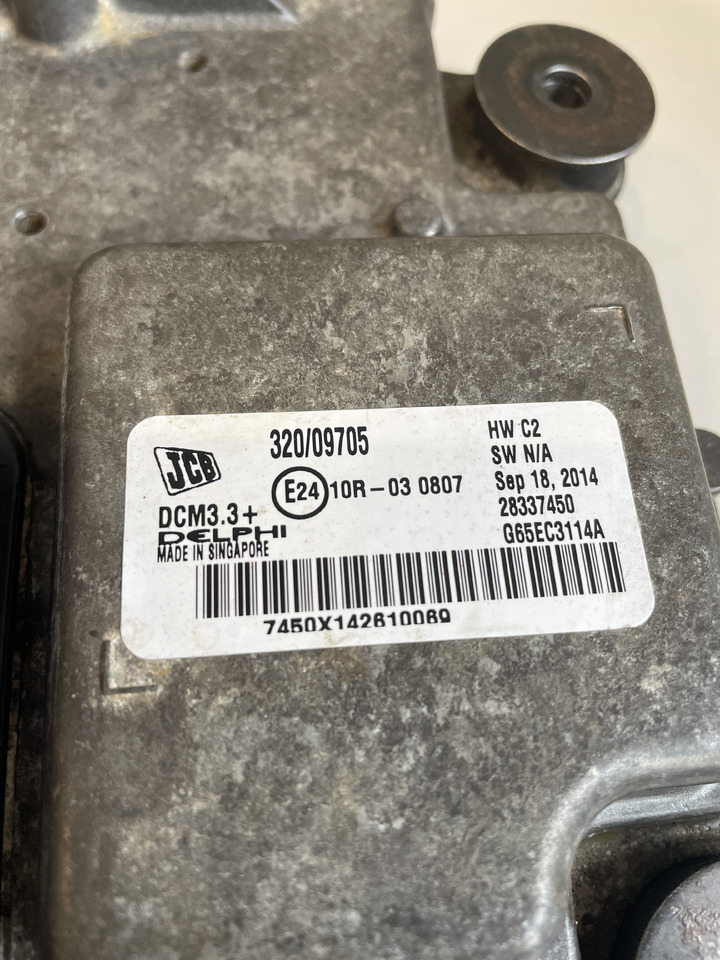 JCB
320/09705
E24 10R-03 0807
DCM3.3+
DELPHI
MADE IN SINGAPORE
HW C2
SW N/A
Sep 18, 2014
28337450
G65EC3114A
7450X142610069